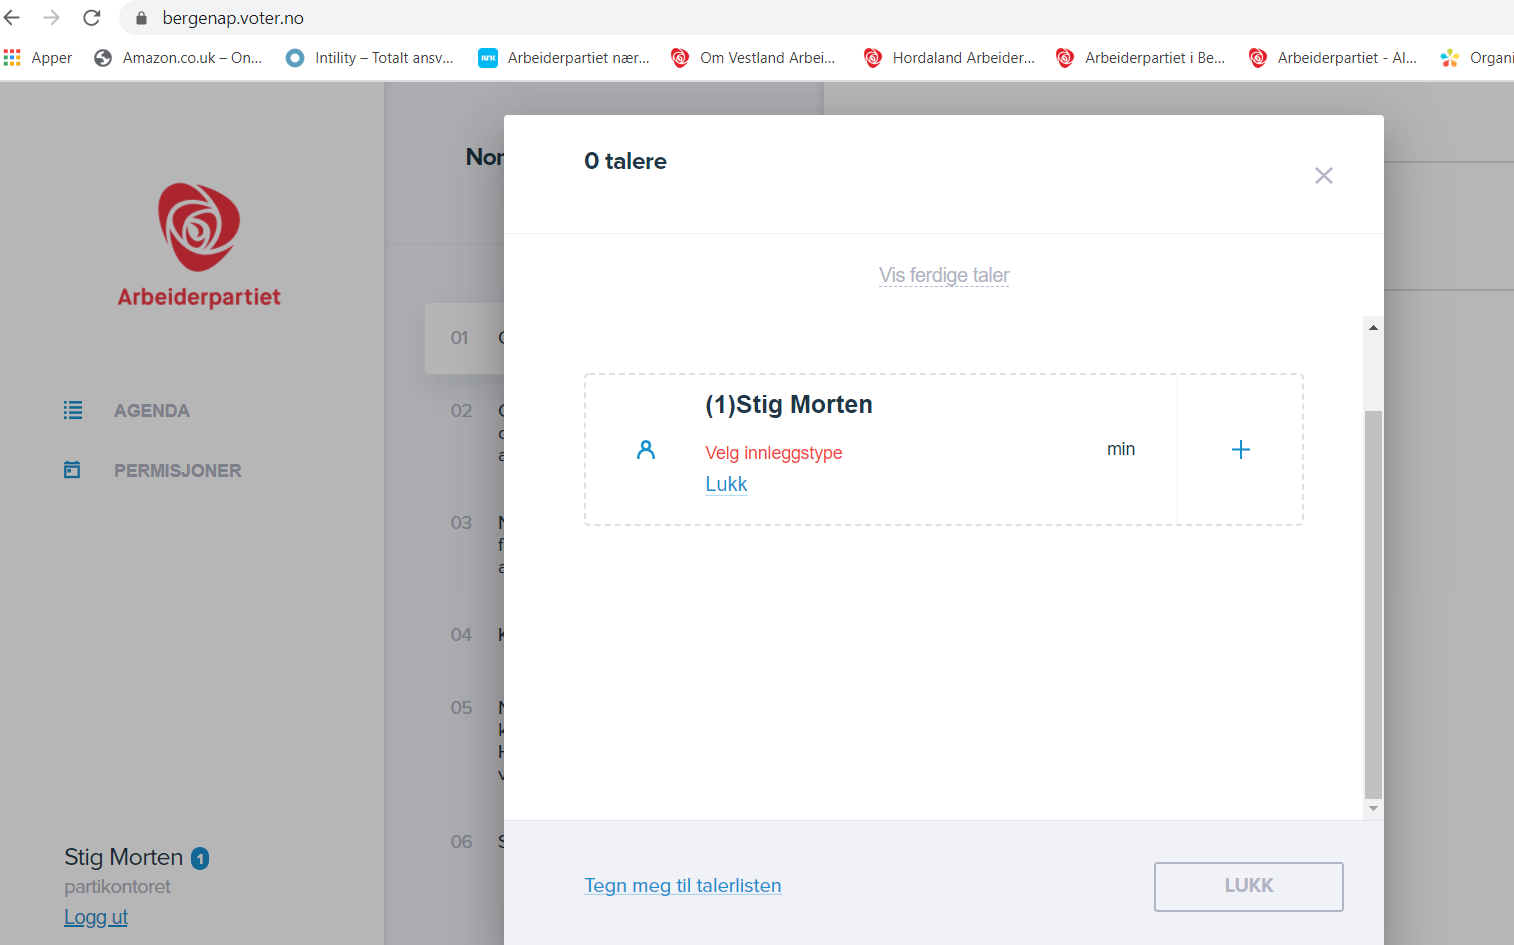 bergenap.voter.no
Apper
Amazon.co.uk – On...
Intility – Totalt ansv...
nrk
Arbeiderpartiet nær...
Om Vestland Arbei...
Hordaland Arbeider...
Arbeiderpartiet i Be...
Arbeiderpartiet - Al...
Organi
Arbeiderpartiet
AGENDA
PERMISJONER
Stig Morten 1
partikontoret
Logg ut
Nor
01
02
03
04
05
06
0 talere
Vis ferdige taler
(1)Stig Morten
Velg innleggstype
Lukk
min
Tegn meg til talerlisten
LUKK